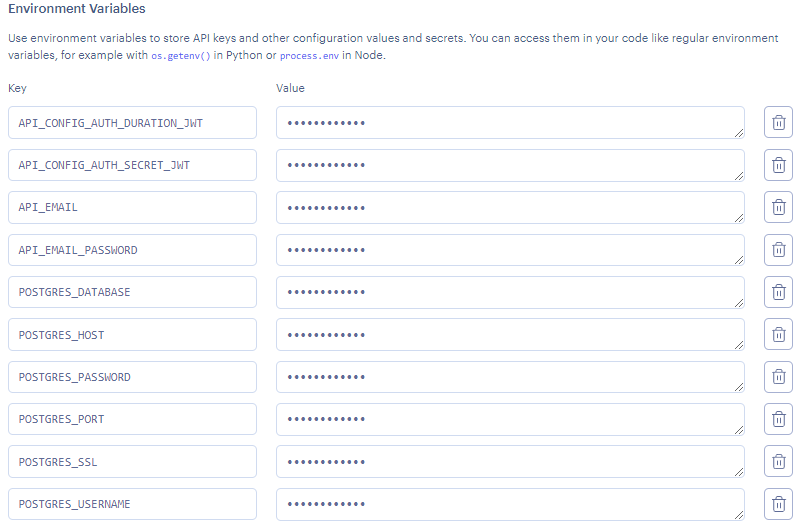 Environment Variables
Use environment variables to store API keys and other configuration values and secrets. You can access them in your code like regular environment
variables, for example with os.getenv() in Python or process.env in Node.
Key Value
API_CONFIG_AUTH_DURATION_JWT ••••••••••••
API_CONFIG_AUTH_SECRET_JWT ••••••••••••
API_EMAIL ••••••••••••
API_EMAIL_PASSWORD ••••••••••••
POSTGRES_DATABASE ••••••••••••
POSTGRES_HOST ••••••••••••
POSTGRES_PASSWORD ••••••••••••
POSTGRES_PORT ••••••••••••
POSTGRES_SSL ••••••••••••
POSTGRES_USERNAME ••••••••••••